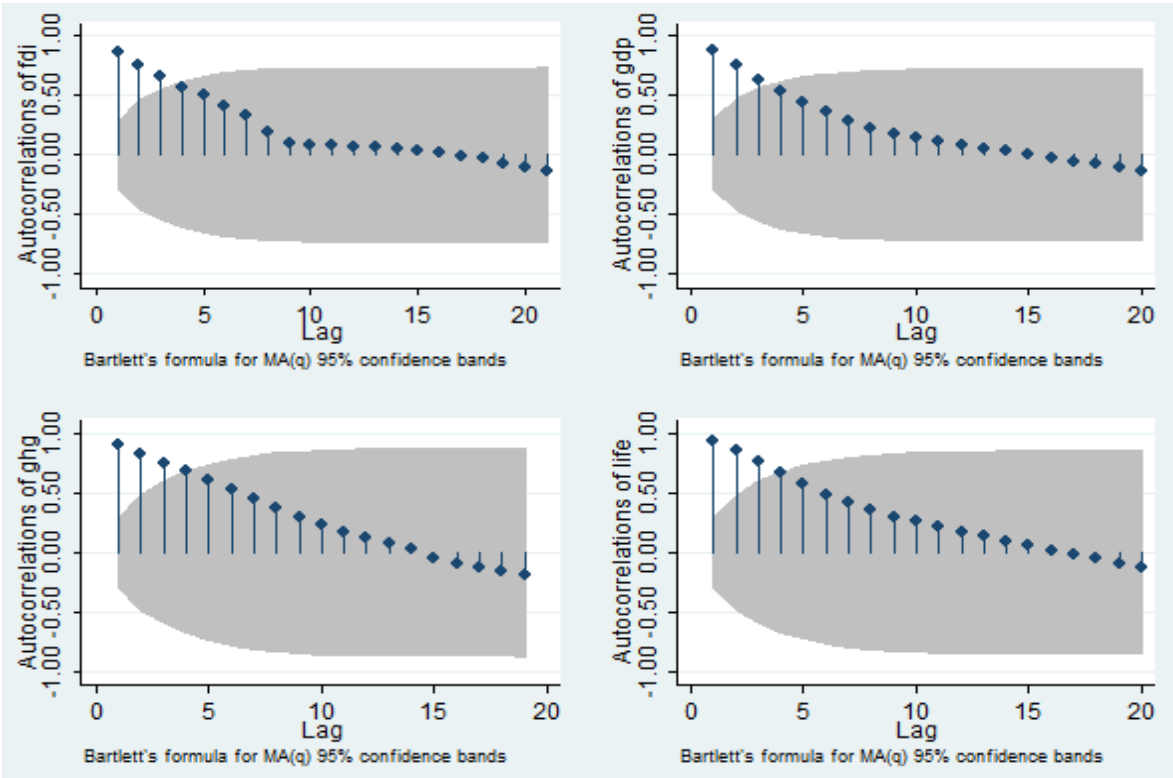 Autocorrelations of fdi
1.00
0.50
0.00
-0.50
-1.00
0 5 10 15 20
Lag
Bartlett's formula for MA(q) 95% confidence bands
Autocorrelations of gdp
1.00
0.50
0.00
-0.50
-1.00
0 5 10 15 20
Lag
Bartlett's formula for MA(q) 95% confidence bands
Autocorrelations of ghg
1.00
0.50
0.00
-0.50
-1.00
0 5 10 15 20
Lag
Bartlett's formula for MA(q) 95% confidence bands
Autocorrelations of life
1.00
0.50
0.00
-0.50
-1.00
0 5 10 15 20
Lag
Bartlett's formula for MA(q) 95% confidence bands